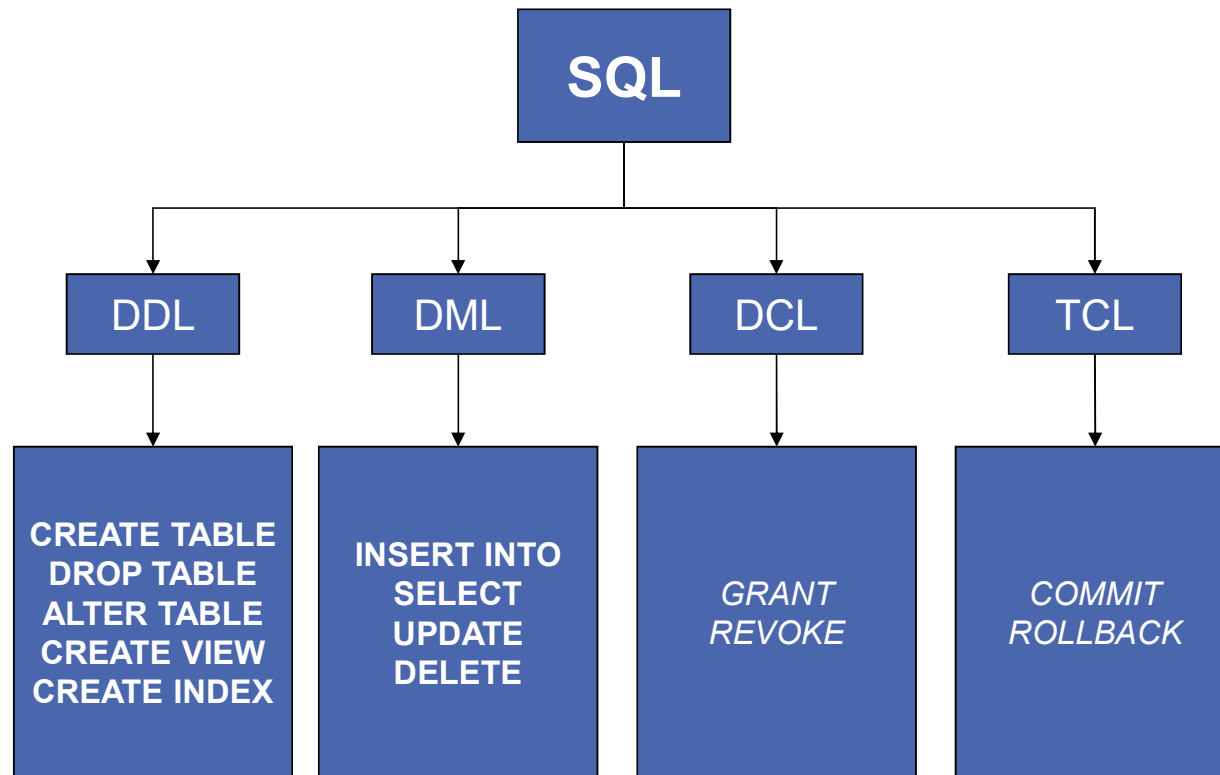 SQL
DDL
DML
DCL
TCL
CREATE TABLE
DROP TABLE
ALTER TABLE
CREATE VIEW
CREATE INDEX
INSERT INTO
SELECT
UPDATE
DELETE
GRANT
REVOKE
COMMIT
ROLLBACK